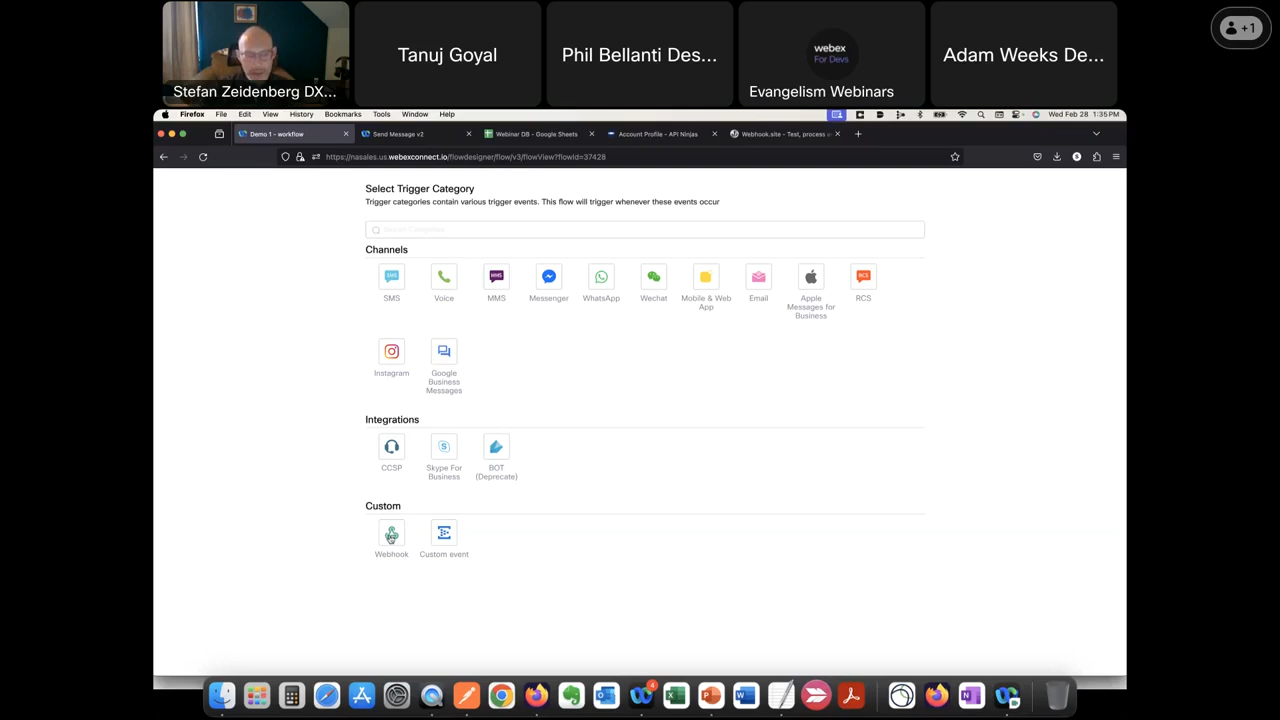 +1
Stefan Zeidenberg DX...
Tanuj Goyal
Phil Bellanti Des...
webex
For Devs
Evangelism Webinars
Adam Weeks De...
Firefox File Edit View History Bookmarks Tools Window Help
Wed Feb 28 1:35 PM
Demo 1 - workflow
Send Message v2
Webinar DB - Google Sheets
Account Profile - API Ninjas
Webhook.site - Test, process
https://nasales.us.webexconnect.io/flowdesigner/flow/v3/flowView?flowId=37428
Select Trigger Category
Trigger categories contain various trigger events. This flow will trigger whenever these events occur
Search Categories
Channels
SMS
Voice
MMS
Messenger
WhatsApp
Wechat
Mobile & Web
App
Email
Apple
Messages for
Business
RCS
Instagram
Google
Business
Messages
Integrations
CCSP
Skype For
Business
BOT
(Deprecate)
Custom
Webhook
Custom event
4